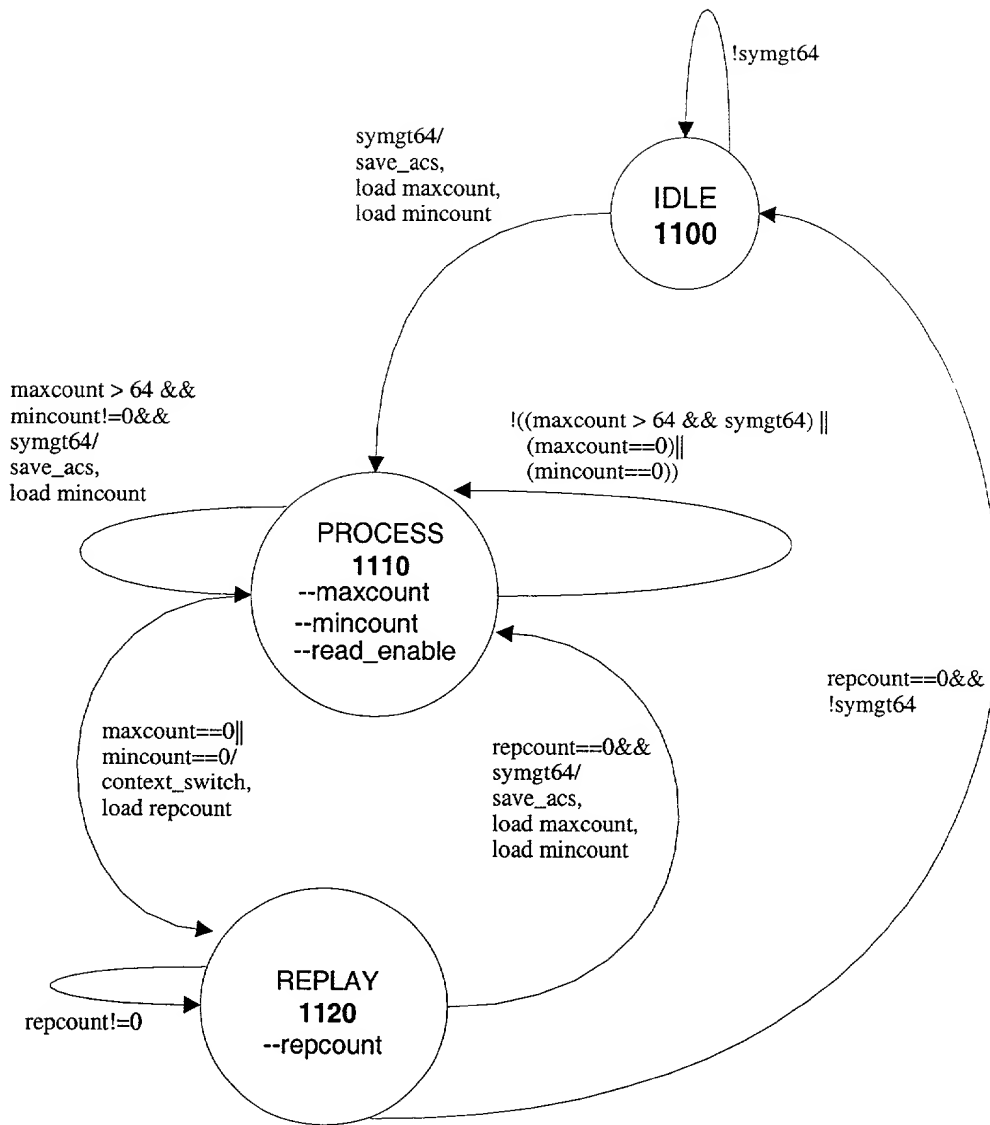 !symgt64
symgt64/
save_acs,
load maxcount,
load mincount
IDLE
1100
maxcount > 64 &&
mincount!=0&&
symgt64/
save_acs,
load mincount
!((maxcount > 64 && symgt64) ||
(maxcount==0)||
(mincount==0))
PROCESS
1110
--maxcount
--mincount
--read_enable
maxcount==0||
mincount==0/
context_switch,
load repcount
repcount==0&&
symgt64/
save_acs,
load maxcount,
load mincount
repcount==0&&
!symgt64
REPLAY
1120
--repcount
repcount!=0